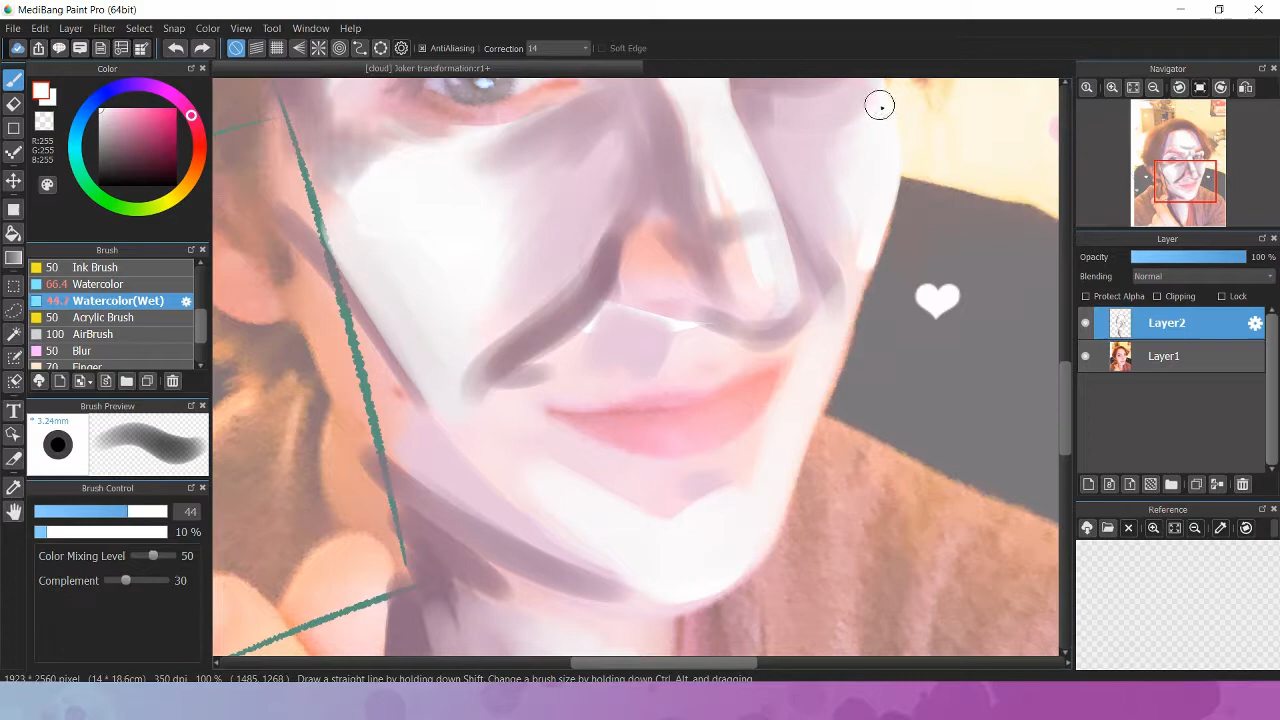 MediBang Paint Pro (64bit)
File Edit Layer Filter Select Snap Color View Tool Window Help
AntiAliasing Correction 14 Soft Edge
Color
[cloud] Joker transformation:r1+
Navigator
R:255
G:255
B:255
Brush
50 Ink Brush
66.4 Watercolor
44.7 Watercolor(Wet)
50 Acrylic Brush
100 AirBrush
50 Blur
70 Finger
Brush Preview
* 3.24mm
Brush Control
44
10 %
Color Mixing Level 50
Complement 30
Layer
Opacity 100 %
Blending Normal
Protect Alpha Clipping Lock
Layer2
Layer1
Reference
1923 * 2560 pixel (14 * 18.6cm) 350 dpi 100 % (1485, 1268) Draw a straight line by holding down Shift, Change a brush size by holding down Ctrl, Alt, and dragging